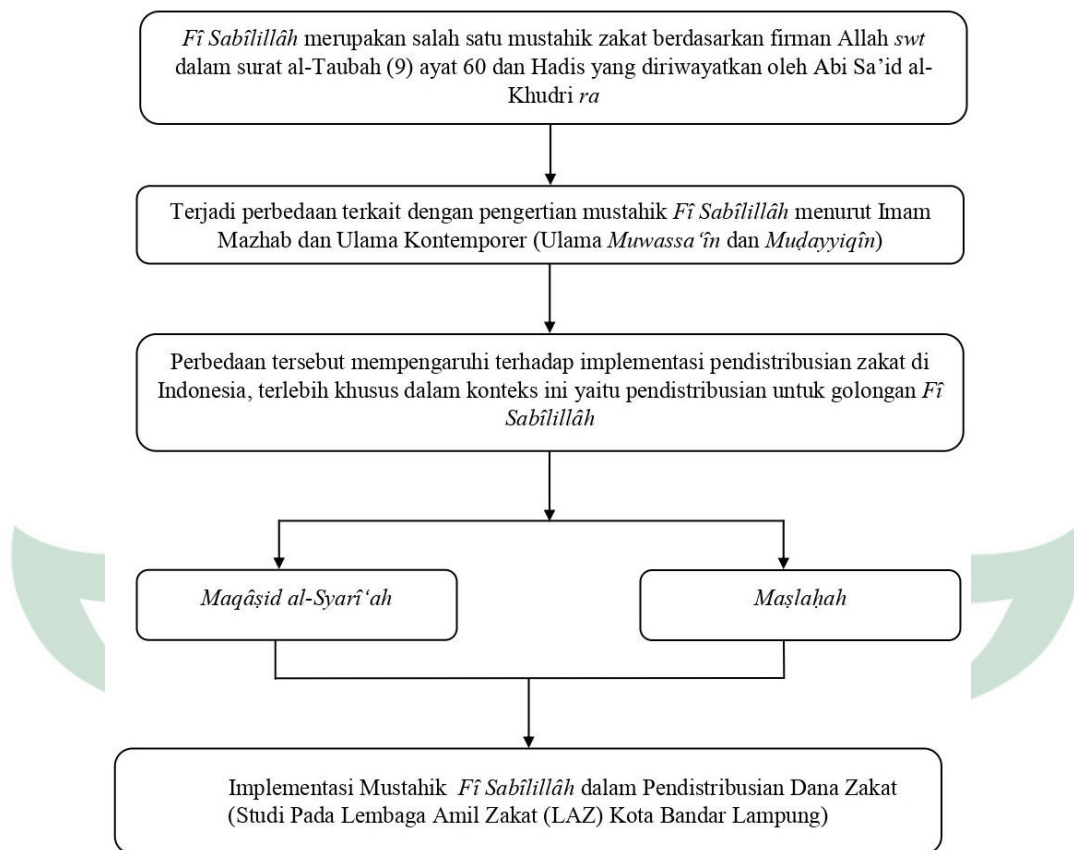 Fî Sabîlillâh merupakan salah satu mustahik zakat berdasarkan firman Allah swt
dalam surat al-Taubah (9) ayat 60 dan Hadis yang diriwayatkan oleh Abi Sa’id al-
Khudri ra
Terjadi perbedaan terkait dengan pengertian mustahik Fî Sabîlillâh menurut Imam
Mazhab dan Ulama Kontemporer (Ulama Muwassa‘în dan Muḍayyiqîn)
Perbedaan tersebut mempengaruhi terhadap implementasi pendistribusian zakat di
Indonesia, terlebih khusus dalam konteks ini yaitu pendistribusian untuk golongan Fî
Sabîlillâh
Maqâṣid al-Syarî‘ah
Maṣlaḥah
Implementasi Mustahik Fî Sabîlillâh dalam Pendistribusian Dana Zakat
(Studi Pada Lembaga Amil Zakat (LAZ) Kota Bandar Lampung)